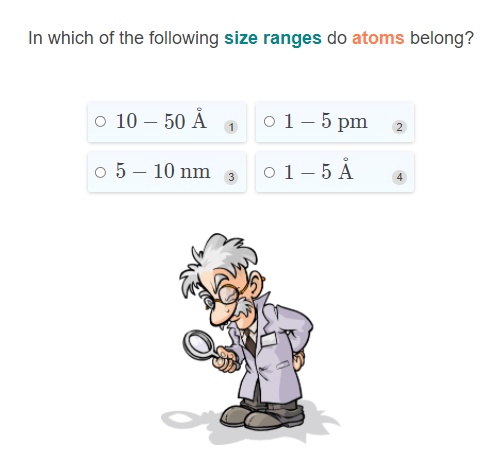 In which of the following size ranges do atoms belong?
10 – 50 Å 1
1 – 5 pm 2
5 – 10 nm 3
1 – 5 Å 4